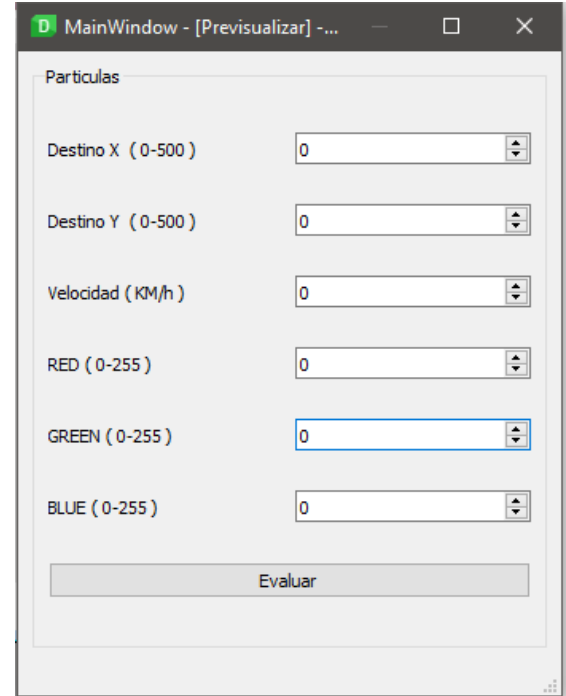 D MainWindow - [Previsualizar] -...
Particulas
Destino X ( 0-500 ) 0
Destino Y ( 0-500 ) 0
Velocidad ( KM/h ) 0
RED ( 0-255 ) 0
GREEN ( 0-255 ) 0
BLUE ( 0-255 ) 0
Evaluar